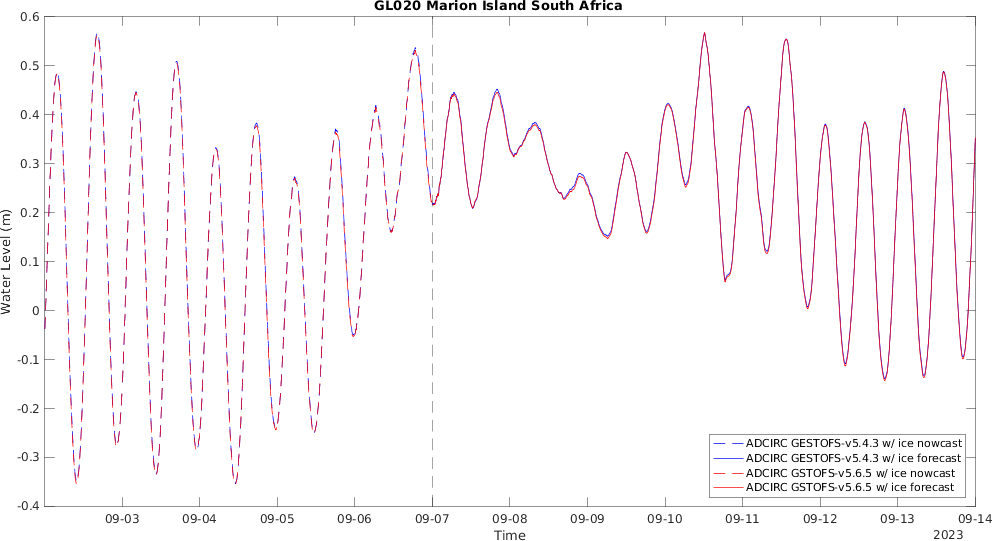 GL020 Marion Island South Africa
0.6
0.5
0.4
0.3
0.2
0.1
0
-0.1
-0.2
-0.3
-0.4
Water Level (m)
ADCIRC GESTOFS-v5.4.3 w/ ice nowcast
ADCIRC GESTOFS-v5.4.3 w/ ice forecast
ADCIRC GSTOFS-v5.6.5 w/ ice nowcast
ADCIRC GSTOFS-v5.6.5 w/ ice forecast
09-03 09-04 09-05 09-06 09-07 09-08 09-09 09-10 09-11 09-12 09-13 09-14
Time
2023